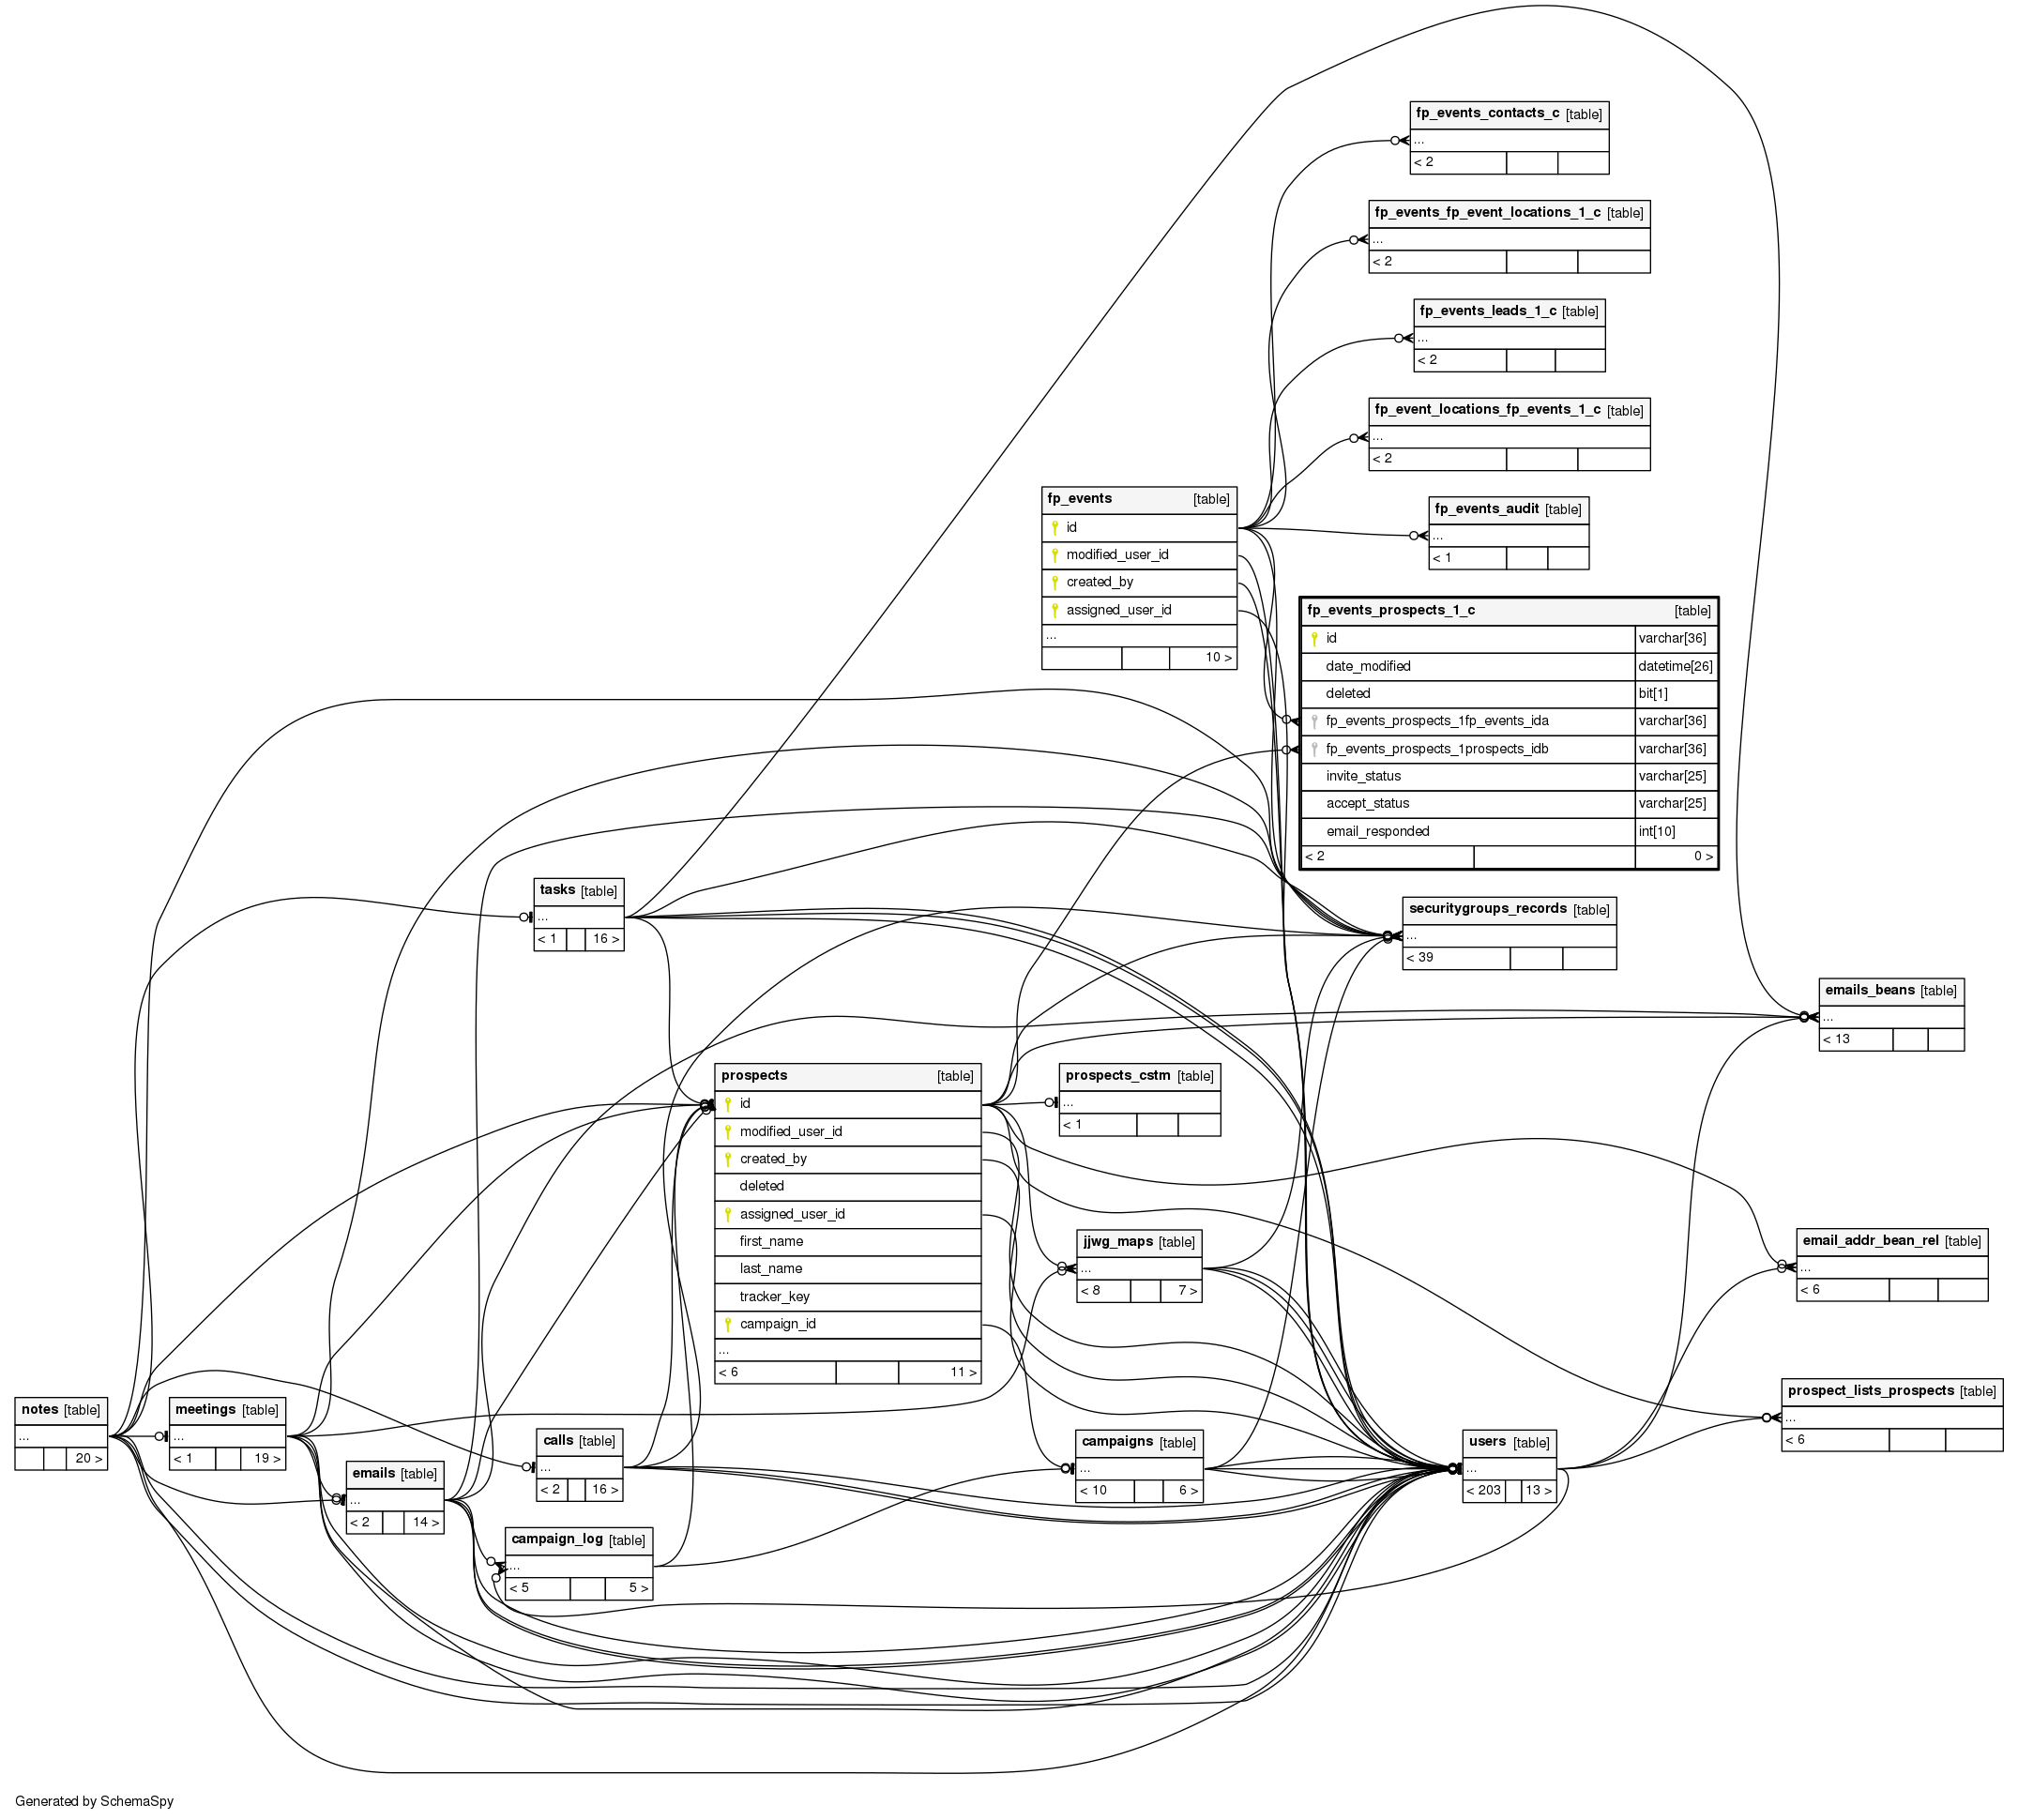 fp_events_contacts_c [table]
...
< 2
fp_events_fp_event_locations_1_c [table]
...
< 2
fp_events_leads_1_c [table]
...
< 2
fp_event_locations_fp_events_1_c [table]
...
< 2
fp_events [table]
id
modified_user_id
created_by
assigned_user_id
...
10 >
fp_events_audit [table]
...
< 1
fp_events_prospects_1_c [table]
id varchar[36]
date_modified datetime[26]
deleted bit[1]
fp_events_prospects_1fp_events_ida varchar[36]
fp_events_prospects_1prospects_idb varchar[36]
invite_status varchar[25]
accept_status varchar[25]
email_responded int[10]
< 2 0 >
tasks [table]
...
< 1 16 >
securitygroups_records [table]
...
< 39
emails_beans [table]
...
< 13
prospects [table]
id
modified_user_id
created_by
deleted
assigned_user_id
first_name
last_name
tracker_key
campaign_id
...
< 6 11 >
prospects_cstm [table]
...
< 1
jjwg_maps [table]
...
< 8 7 >
email_addr_bean_rel [table]
...
< 6
prospect_lists_prospects [table]
...
< 6
notes [table]
...
20 >
meetings [table]
...
< 1 19 >
emails [table]
...
< 2 14 >
calls [table]
...
< 2 16 >
campaigns [table]
...
< 10 6 >
users [table]
...
< 203 13 >
campaign_log [table]
...
< 5 5 >
Generated by SchemaSpy